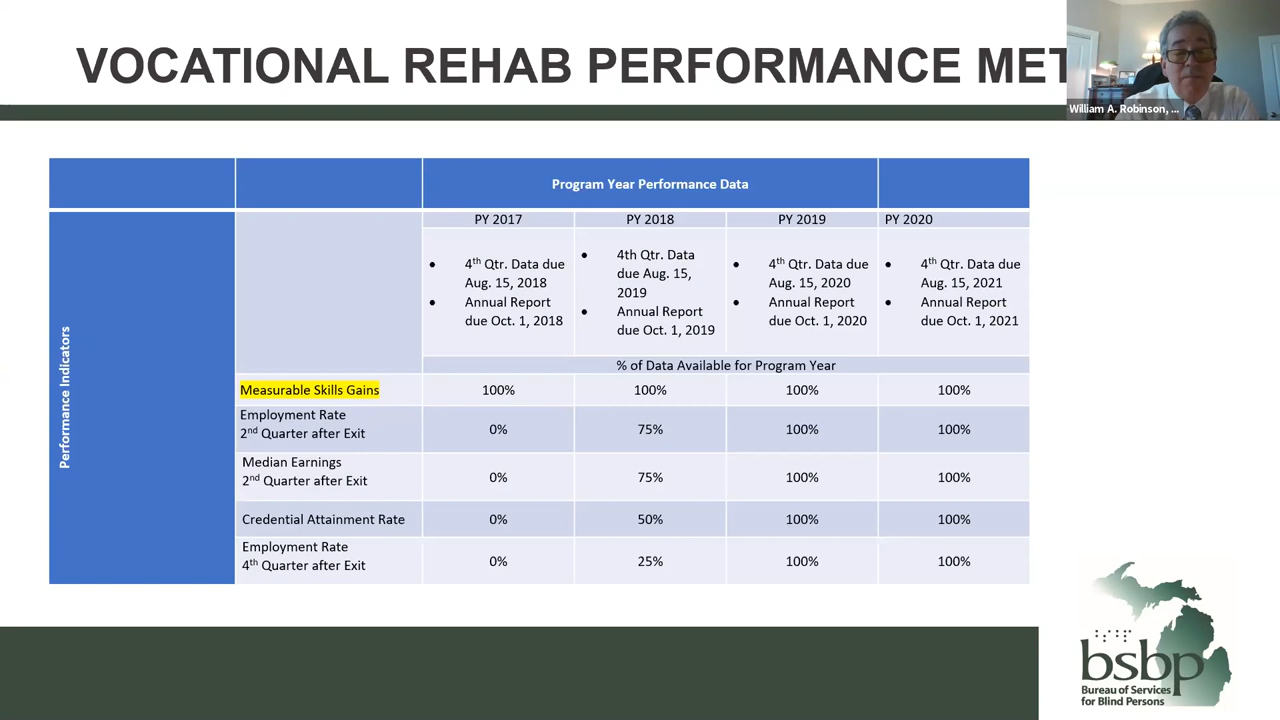 VOCATIONAL REHAB PERFORMANCE MET
William A. Robinson, ...
Program Year Performance Data
PY 2017
PY 2018
PY 2019
PY 2020
• 4th Qtr. Data due
Aug. 15, 2018
• Annual Report
due Oct. 1, 2018
• 4th Qtr. Data
due Aug. 15,
2019
• Annual Report
due Oct. 1, 2019
• 4th Qtr. Data due
Aug. 15, 2020
• Annual Report
due Oct. 1, 2020
• 4th Qtr. Data due
Aug. 15, 2021
• Annual Report
due Oct. 1, 2021
% of Data Available for Program Year
Performance Indicators
Measurable Skills Gains
100%
100%
100%
100%
Employment Rate
2nd Quarter after Exit
0%
75%
100%
100%
Median Earnings
2nd Quarter after Exit
0%
75%
100%
100%
Credential Attainment Rate
0%
50%
100%
100%
Employment Rate
4th Quarter after Exit
0%
25%
100%
100%
bsbp
Bureau of Services
for Blind Persons